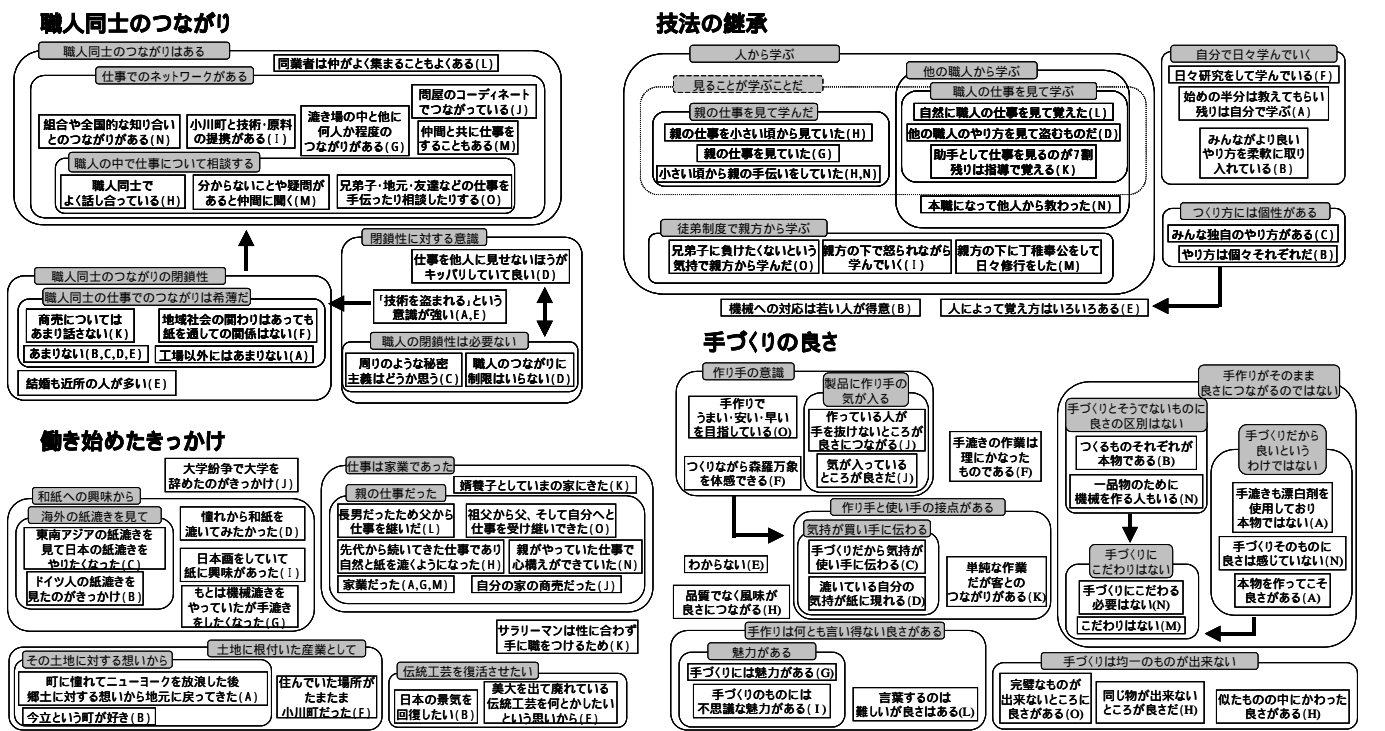 職人同士のつながり
職人同士のつながりはある
同業者は仲がよく集まることもよくある(L)
仕事でのネットワークがある
問屋のコーディネート
でつながっている(J)
組合や全国的な知り合い
とのつながりがある(N)
小川町と技術・原料
の提携がある(I)
漉き場の中と他に
何人か程度の
つながりがある(G)
仲間と共に仕事を
することもある(M)
職人の中で仕事について相談する
職人同士で
よく話し合っている(H)
分からないことや疑問が
あると仲間に聞く(M)
兄弟子・地元・友達などの仕事を
手伝ったり相談したりする(O)
閉鎖性に対する意識
仕事を他人に見せないほうが
キッパリしていて良い(D)
「技術を盗まれる」という
意識が強い(A,E)
職人の閉鎖性は必要ない
周りのような秘密
主義はどうか思う(C)
職人のつながりに
制限はいらない(D)
職人同士のつながりの閉鎖性
職人同士の仕事でのつながりは希薄だ
商売については
あまり話さない(K)
地域社会の関わりはあっても
紙を通しての関係はない(F)
あまりない(B,C,D,E)
工場以外にはあまりない(A)
結婚も近所の人が多い(E)
働き始めたきっかけ
大学紛争で大学を
辞めたのがきっかけ(J)
和紙への興味から
海外の紙漉きを見て
東南アジアの紙漉きを
見て日本の紙漉きを
やりたくなった(C)
ドイツ人の紙漉きを
見たのがきっかけ(B)
憧れから和紙を
漉いてみたかった(D)
日本画をしていて
紙に興味があった(I)
もとは機械漉きを
やっていたが手漉き
をしたくなった(G)
仕事は家業であった
婿養子としていまの家にきた(K)
親の仕事だった
長男だったため父から
仕事を継いだ(L)
祖父から父、そして自分へと
仕事を受け継いできた(O)
先代から続いてきた仕事であり
自然と紙を漉くようになった(H)
親がやっていた仕事で
心構えができていた(N)
家業だった(A,G,M)
自分の家の商売だった(J)
サラリーマンは性に合わず
手に職をつけるため(K)
土地に根付いた産業として
その土地に対する想いから
町に憧れてニューヨークを放浪した後
郷土に対する想いから地元に戻ってきた(A)
今立という町が好き(B)
住んでいた場所が
たまたま
小川町だった(F)
伝統工芸を復活させたい
日本の景気を
回復したい(B)
美大を出て廃れている
伝統工芸を何とかしたい
という思いから(E)
技法の継承
人から学ぶ
見ることが学ぶことだ
親の仕事を見て学んだ
親の仕事を小さい頃から見ていた(H)
親の仕事を見ていた(G)
小さい頃から親の手伝いをしていた(H,N)
他の職人から学ぶ
職人の仕事を見て学ぶ
自然に職人の仕事を見て覚えた(L)
他の職人のやり方を見て盗むものだ(D)
助手として仕事を見るのが7割
残りは指導で覚える(K)
本職になって他人から教わった(N)
徒弟制度で親方から学ぶ
兄弟子に負けたくないという
気持で親方から学んだ(O)
親方の下で怒られながら
学んでいく(I)
親方の下に丁稚奉公をして
日々修行をした(M)
自分で日々学んでいく
日々研究をして学んでいる(F)
始めの半分は教えてもらい
残りは自分で学ぶ(A)
みんながより良い
やり方を柔軟に取り
入れている(B)
つくり方には個性がある
みんな独自のやり方がある(C)
やり方は個々それぞれだ(B)
機械への対応は若い人が得意(B)
人によって覚え方はいろいろある(E)
手づくりの良さ
作り手の意識
手作りで
うまい・安い・早い
を目指している(O)
つくりながら森羅万象
を体感できる(F)
製品に作り手の
気が入る
作っている人が
手を抜けないところが
良さにつながる(J)
気が入っている
ところが良さだ(J)
手漉きの作業は
理にかなった
ものである(F)
作り手と使い手の接点がある
気持が買い手に伝わる
手づくりだから気持が
使い手に伝わる(C)
漉いている自分の
気持が紙に現れる(D)
単純な作業
だが客との
つながりがある(K)
わからない(E)
品質でなく風味が
良さにつながる(H)
手作りは何とも言い得ない良さがある
魅力がある
手づくりには魅力がある(G)
手づくりのものには
不思議な魅力がある(I)
言葉するのは
難しいが良さはある(L)
手作りがそのまま
良さにつながるのではない
手づくりとそうでないものに
良さの区別はない
つくるものそれぞれが
本物である(B)
一品物のために
機械を作る人もいる(N)
手づくりに
こだわりはない
手づくりにこだわる
必要はない(N)
こだわりはない(M)
手づくりだから
良いという
わけではない
手漉きも漂白剤を
使用しており
本物ではない(A)
手づくりそのものに
良さは感じていない(N)
本物を作ってこそ
良さがある(A)
手づくりは均一のものが出来ない
完璧なものが
出来ないところに
良さがある(O)
同じ物が出来ない
ところが良さだ(H)
似たものの中にかわった
良さがある(H)